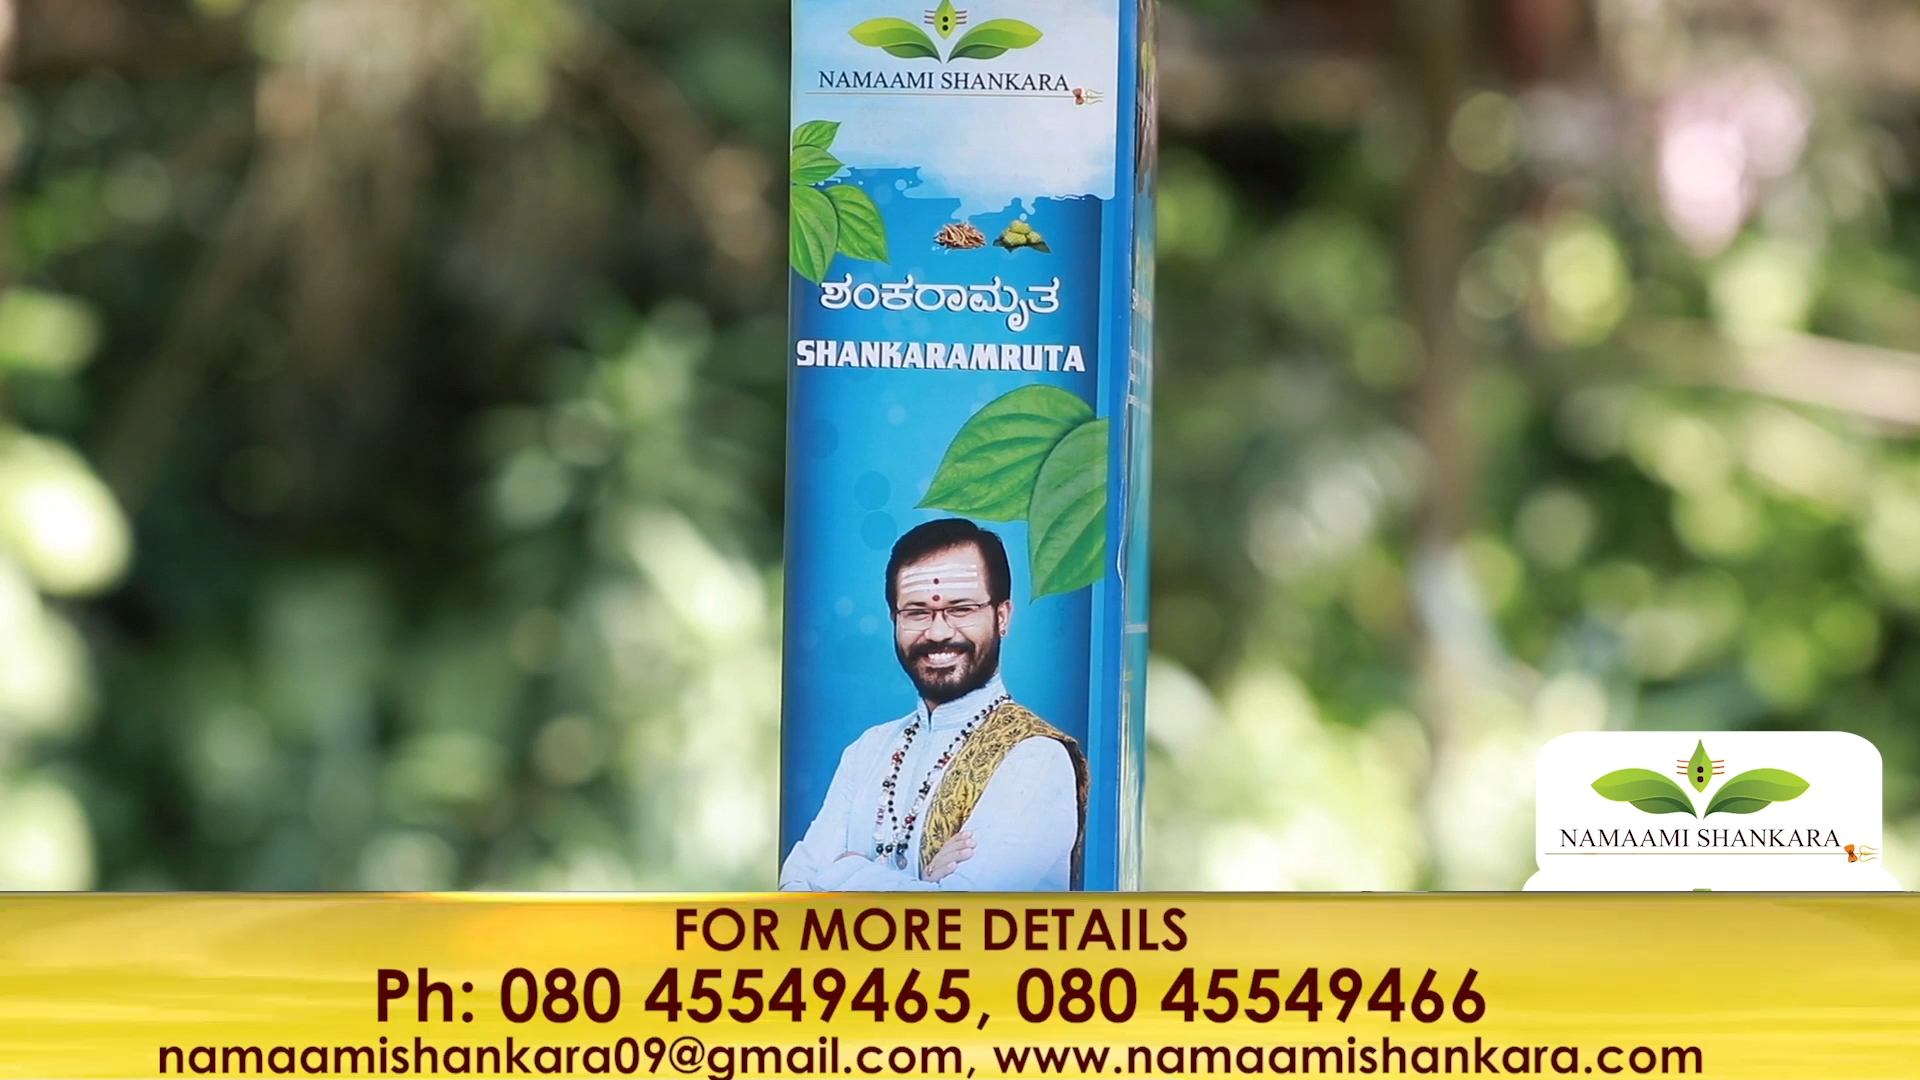 NAMAAMI SHANKARA
ಶಂಕರಾಮೃತ
SHANKARAMRUTA
NAMAAMI SHANKARA
FOR MORE DETAILS
Ph: 080 45549465, 080 45549466
namaamishankara09@gmail.com, www.namaamishankara.com